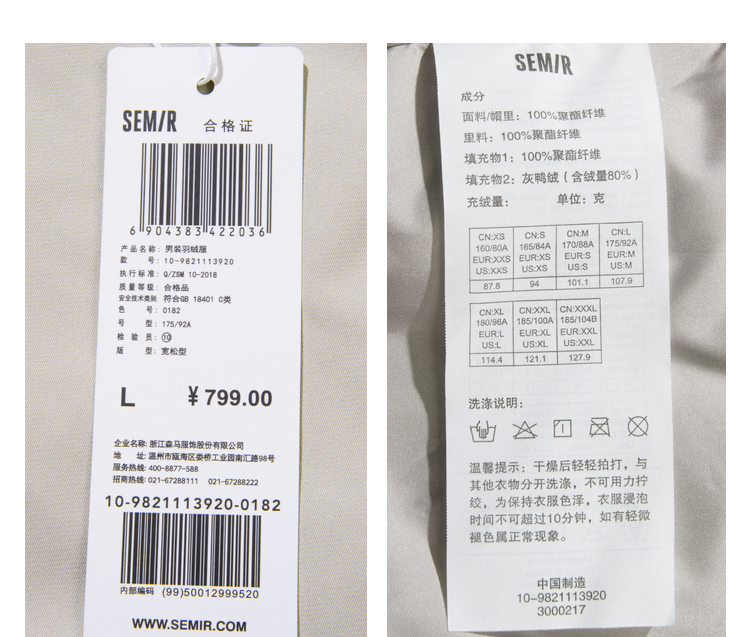 SEMIR 合格证
6 904383 422036
产品名称: 男装羽绒服
款 号: 10-9821113920
执行标准: Q/ZSM 10-2018
质量等级: 合格品
安全技术类别: 符合GB 18401 C类
色 号: 0182
号 型: 175/92A
检 验 员: ⑩
版 型: 宽松型
L ¥799.00
企业名称: 浙江森马服饰股份有限公司
地 址: 温州市瓯海区娄桥工业园南汇路98号
服务热线: 400-8877-588
招商热线: 021-67288111 021-67288222
10-9821113920-0182
内部编码 (99)50012999520
WWW.SEMIR.COM
SEMIR
成分
面料/帽里: 100%聚酯纤维
里料: 100%聚酯纤维
填充物1: 100%聚酯纤维
填充物2: 灰鸭绒(含绒量80%)
充绒量: 单位: 克
CN:XS CN:S CN:M CN:L
160/80A 165/84A 170/88A 175/92A
EUR:XXS EUR:XS EUR:S EUR:M
US:XXS US:XS US:S US:M
87.8 94 101.1 107.9
CN:XL CN:XXL CN:XXXL
180/96A 185/100A 185/104B
EUR:L EUR:XL EUR:XXL
US:L US:XL US:XXL
114.4 121.1 127.9
洗涤说明:
温馨提示: 干燥后轻轻拍打, 与
其他衣物分开洗涤, 不可用力拧
绞, 为保持衣服色泽, 衣服浸泡
时间不可超过10分钟, 如有轻微
褪色属正常现象。
中国制造
10-9821113920
3000217